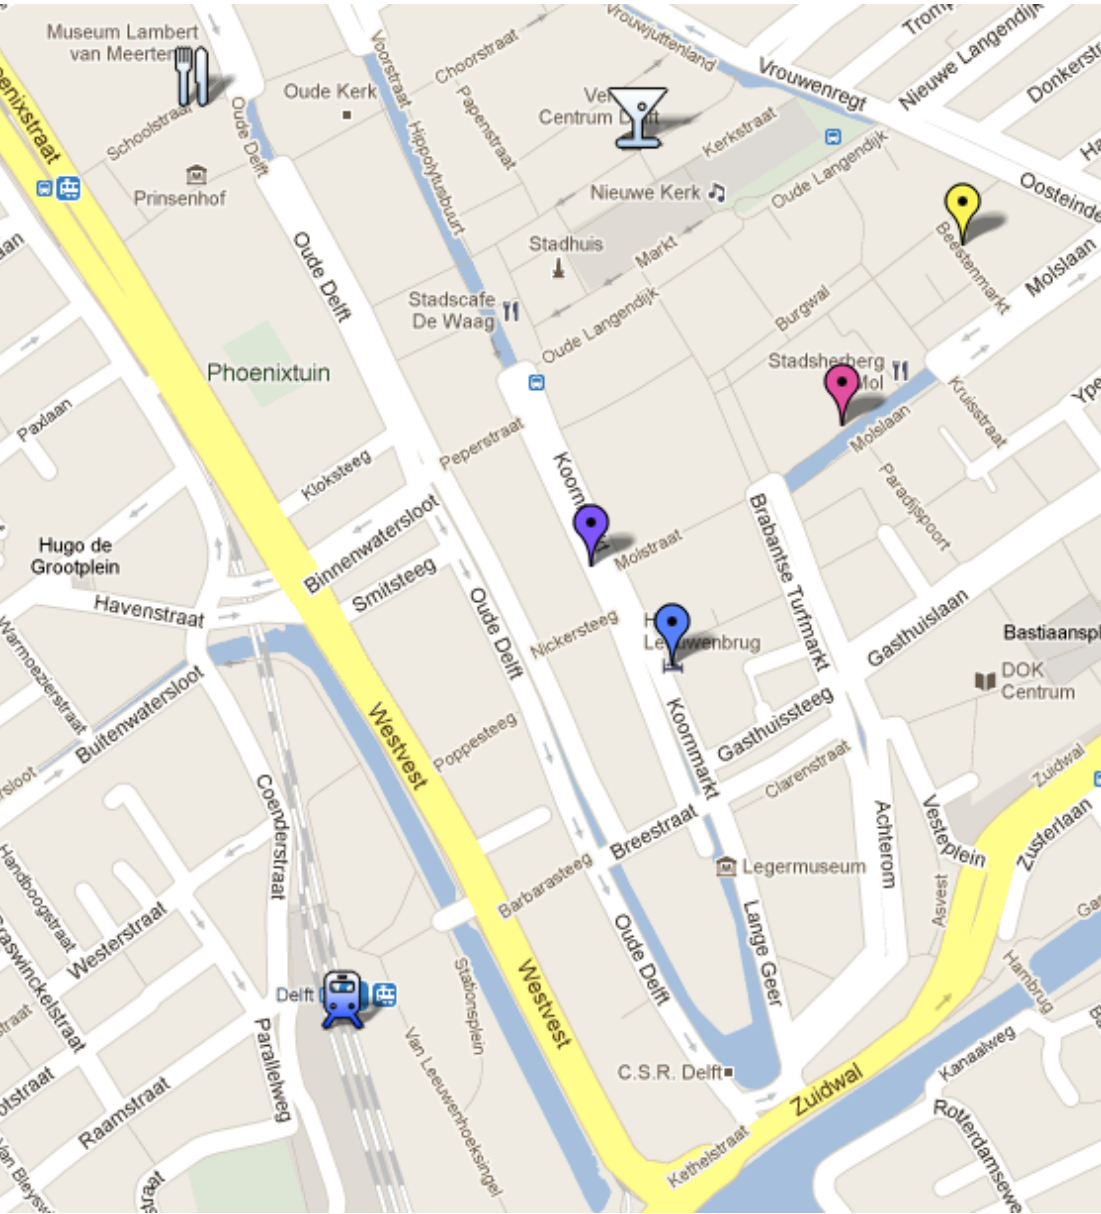 Museum Lambert
van Meerten
Vrouwjuttenland
Nieuwe Langendijk
Choorstraat
Voorstraat
Oude Kerk
Vrouwenregt
Papenstraat
Kerkstraat
Schoolstraat
Oude Delft
Hippolytusbuurt
Prinsenhof
Nieuwe Kerk
Oude Langendijk
Oosteinde
Stadhuis
Markt
Beestenmarkt
Molslaan
Oude Delft
Stadscafe
De Waag
Oude Langendijk
Burgwal
Phoenixtuin
Stadsherberg
Mol
Kruisstraat
Paxlaan
Peperstraat
Molslaan
Kloksteeg
Paradijspoort
Binnenwatersloot
Brabantse Turfmarkt
Hugo de
Grootplein
Molstraat
Smitsteeg
Havenstraat
Oude Delft
Nickersteeg
Gasthuislaan
Warmoezierstraat
Leeuwenbrug
DOK
Centrum
Buitenwatersloot
Westvest
Koornmarkt
Gasthuissteeg
Poppesteeg
Clarenstraat
Zuidwal
Coenderstraat
Breestraat
Achterom
Vesteplein
Zusterlaan
Handboogstraat
Legermuseum
Barbarasteeg
Asvest
Westerstraat
Oude Delft
Lange Geer
Hambrug
Delft
Stationsplein
Westvest
Parallelweg
Van Leeuwenhoeksingel
Kanaalweg
C.S.R. Delft
Zuidwal
Raamstraat
Kethelstraat